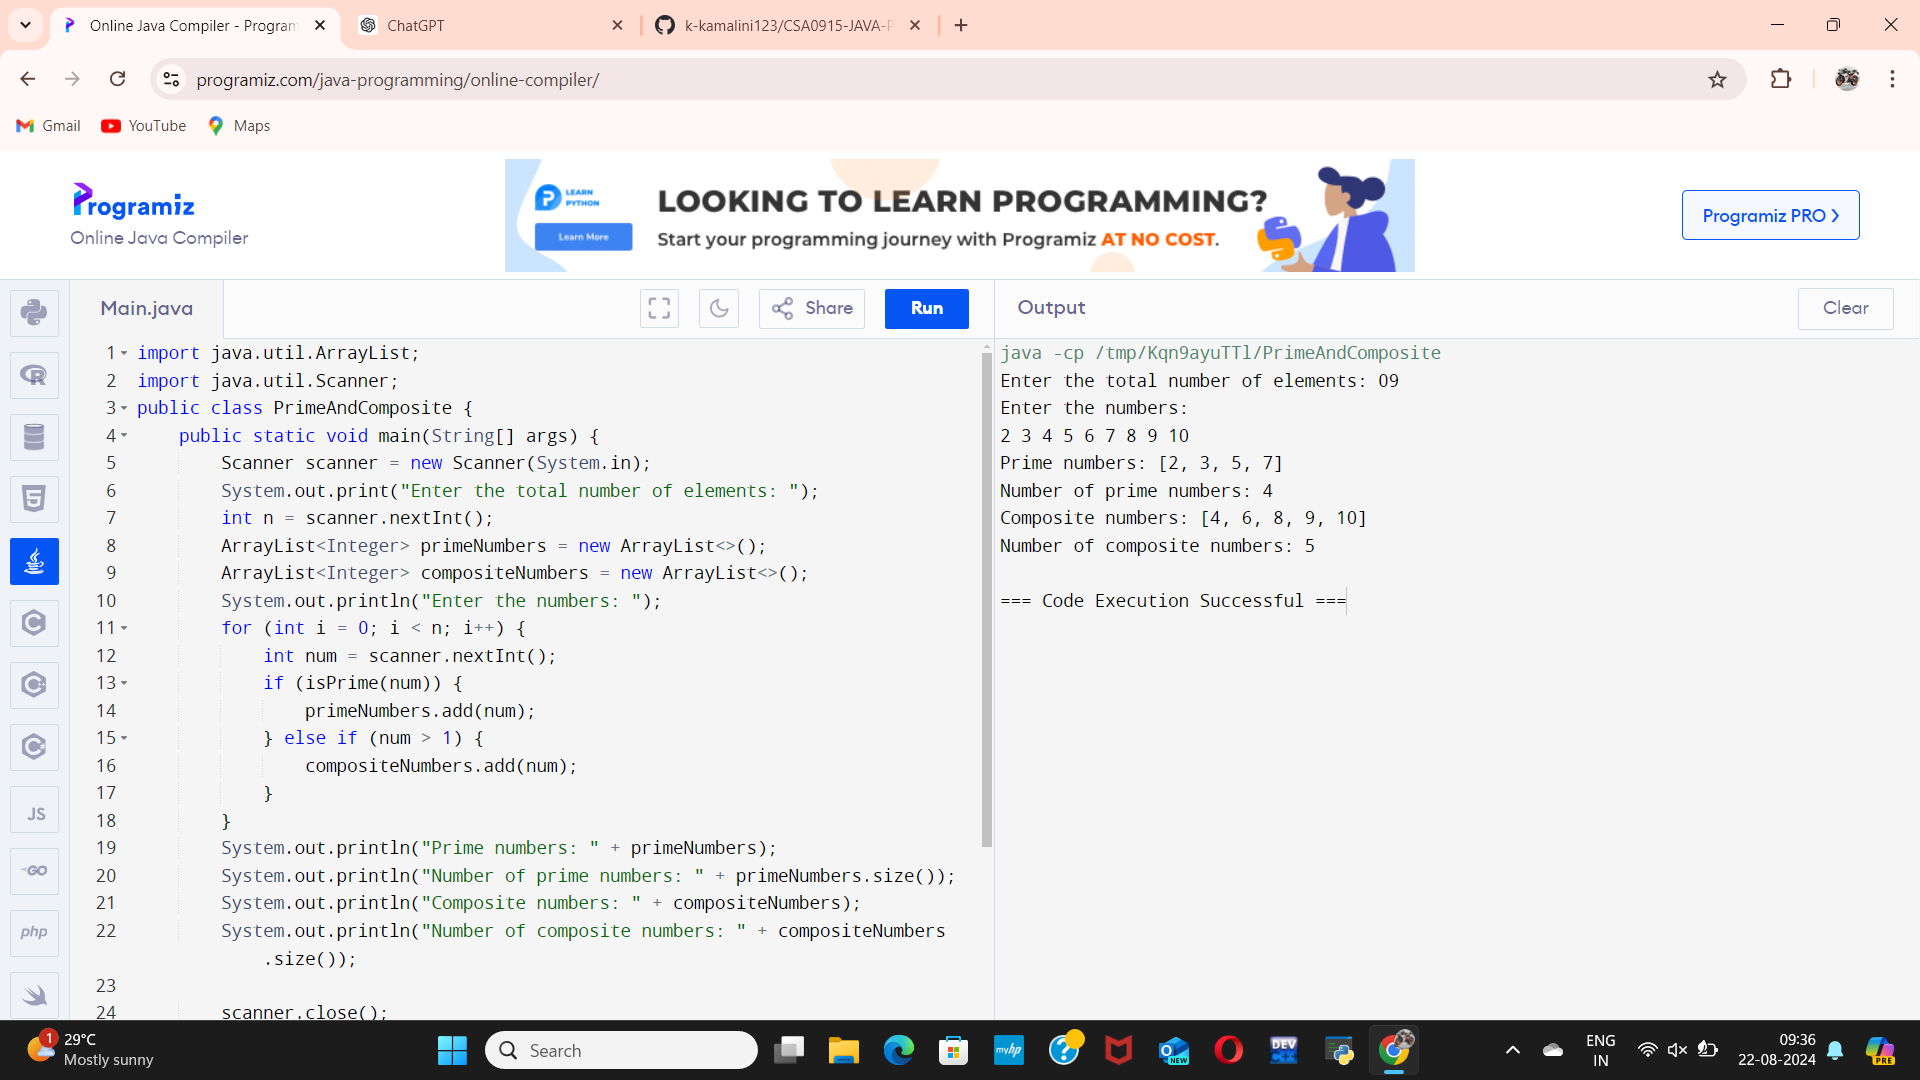 Online Java Compiler - Program
ChatGPT
k-kamalini123/CSA0915-JAVA-P
programiz.com/java-programming/online-compiler/
Gmail
YouTube
Maps
Programiz
Online Java Compiler
LEARN
PYTHON
Learn More
LOOKING TO LEARN PROGRAMMING?
Start your programming journey with Programiz AT NO COST.
Programiz PRO
Main.java
Share
Run
Output
Clear
1 import java.util.ArrayList;
2 import java.util.Scanner;
3 public class PrimeAndComposite {
4 public static void main(String[] args) {
5 Scanner scanner = new Scanner(System.in);
6 System.out.print("Enter the total number of elements: ");
7 int n = scanner.nextInt();
8 ArrayList<Integer> primeNumbers = new ArrayList<>();
9 ArrayList<Integer> compositeNumbers = new ArrayList<>();
10 System.out.println("Enter the numbers: ");
11 for (int i = 0; i < n; i++) {
12 int num = scanner.nextInt();
13 if (isPrime(num)) {
14 primeNumbers.add(num);
15 } else if (num > 1) {
16 compositeNumbers.add(num);
17 }
18 }
19 System.out.println("Prime numbers: " + primeNumbers);
20 System.out.println("Number of prime numbers: " + primeNumbers.size());
21 System.out.println("Composite numbers: " + compositeNumbers);
22 System.out.println("Number of composite numbers: " + compositeNumbers
.size());
23
24 scanner.close();
java -cp /tmp/Kqn9ayuTTl/PrimeAndComposite
Enter the total number of elements: 09
Enter the numbers:
2 3 4 5 6 7 8 9 10
Prime numbers: [2, 3, 5, 7]
Number of prime numbers: 4
Composite numbers: [4, 6, 8, 9, 10]
Number of composite numbers: 5
=== Code Execution Successful ===
JS
GO
php
1
29°C
Mostly sunny
Search
myhp
NEW
DEV
ENG
IN
09:36
22-08-2024
PRE